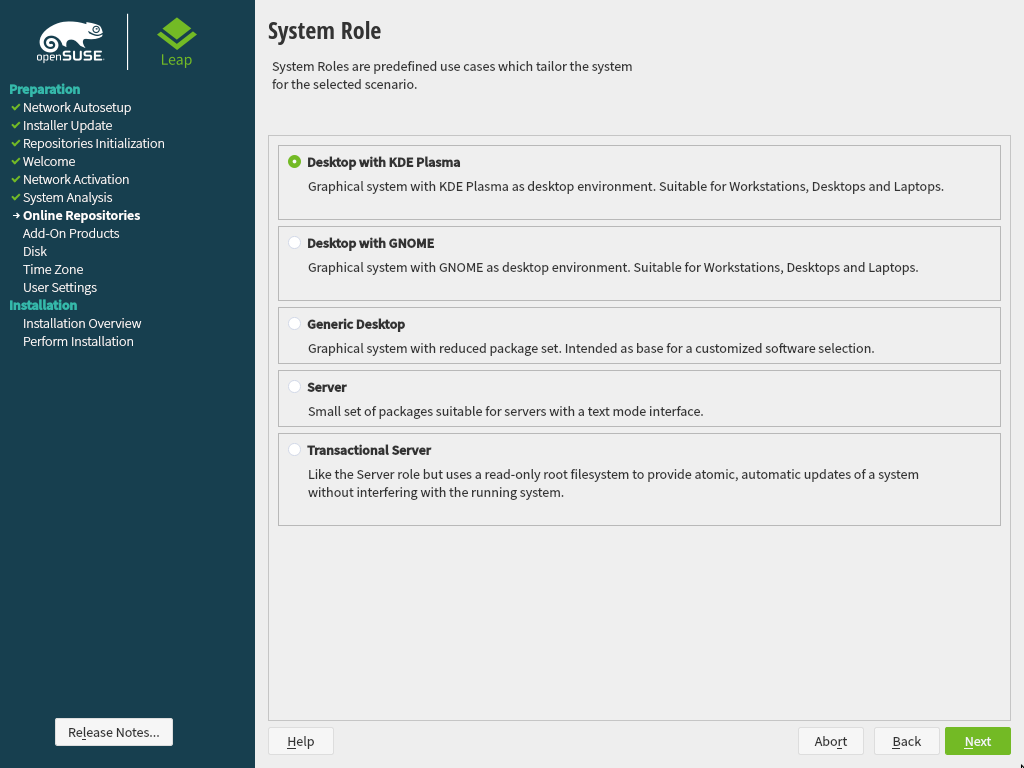 openSUSE
Leap
Preparation
Network Autosetup
Installer Update
Repositories Initialization
Welcome
Network Activation
System Analysis
Online Repositories
Add-On Products
Disk
Time Zone
User Settings
Installation
Installation Overview
Perform Installation
Release Notes...
System Role
System Roles are predefined use cases which tailor the system
for the selected scenario.
Desktop with KDE Plasma
Graphical system with KDE Plasma as desktop environment. Suitable for Workstations, Desktops and Laptops.
Desktop with GNOME
Graphical system with GNOME as desktop environment. Suitable for Workstations, Desktops and Laptops.
Generic Desktop
Graphical system with reduced package set. Intended as base for a customized software selection.
Server
Small set of packages suitable for servers with a text mode interface.
Transactional Server
Like the Server role but uses a read-only root filesystem to provide atomic, automatic updates of a system
without interfering with the running system.
Help
Abort
Back
Next